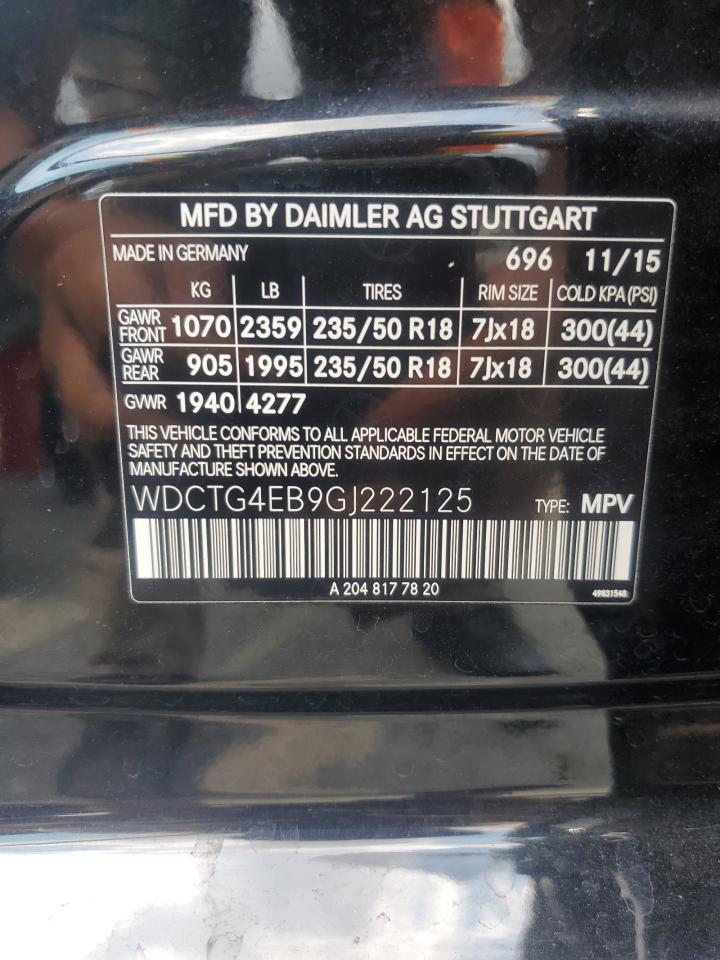 MFD BY DAIMLER AG STUTTGART
MADE IN GERMANY 696 11/15
KG LB TIRES RIM SIZE COLD KPA (PSI)
GAWR FRONT 1070 2359 235/50 R18 7Jx18 300(44)
GAWR REAR 905 1995 235/50 R18 7Jx18 300(44)
GVWR 1940 4277
THIS VEHICLE CONFORMS TO ALL APPLICABLE FEDERAL MOTOR VEHICLE
SAFETY AND THEFT PREVENTION STANDARDS IN EFFECT ON THE DATE OF
MANUFACTURE SHOWN ABOVE.
WDCTG4EB9GJ222125 TYPE: MPV
A 204 817 78 20 49831548